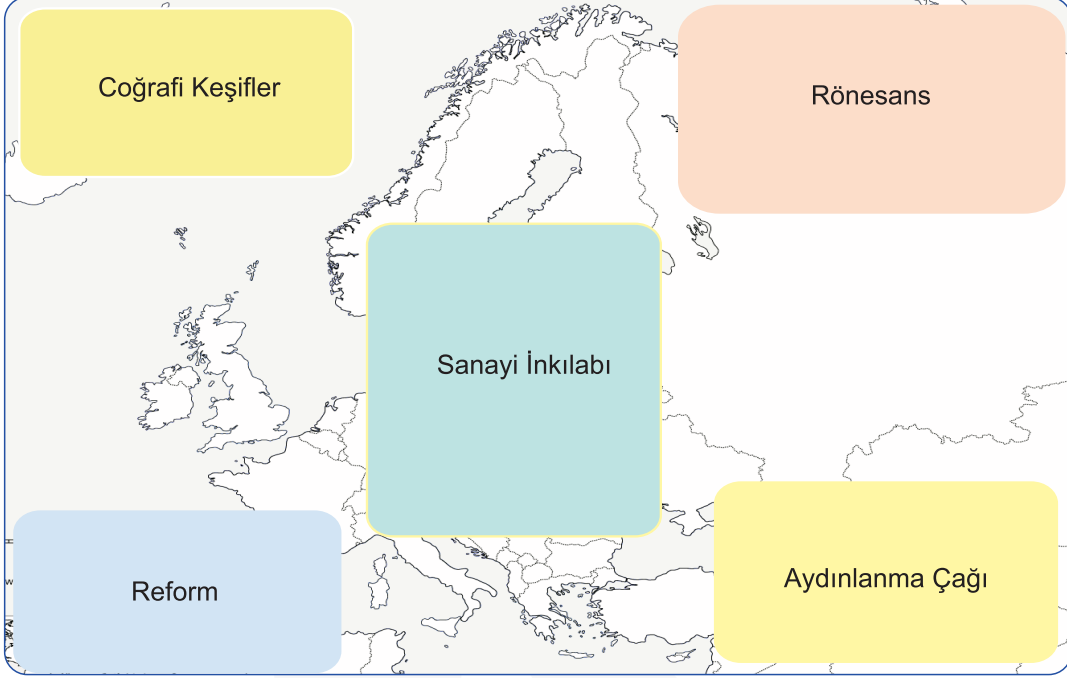 Coğrafi Keşifler
Rönesans
Sanayi İnkılabı
Reform
Aydınlanma Çağı